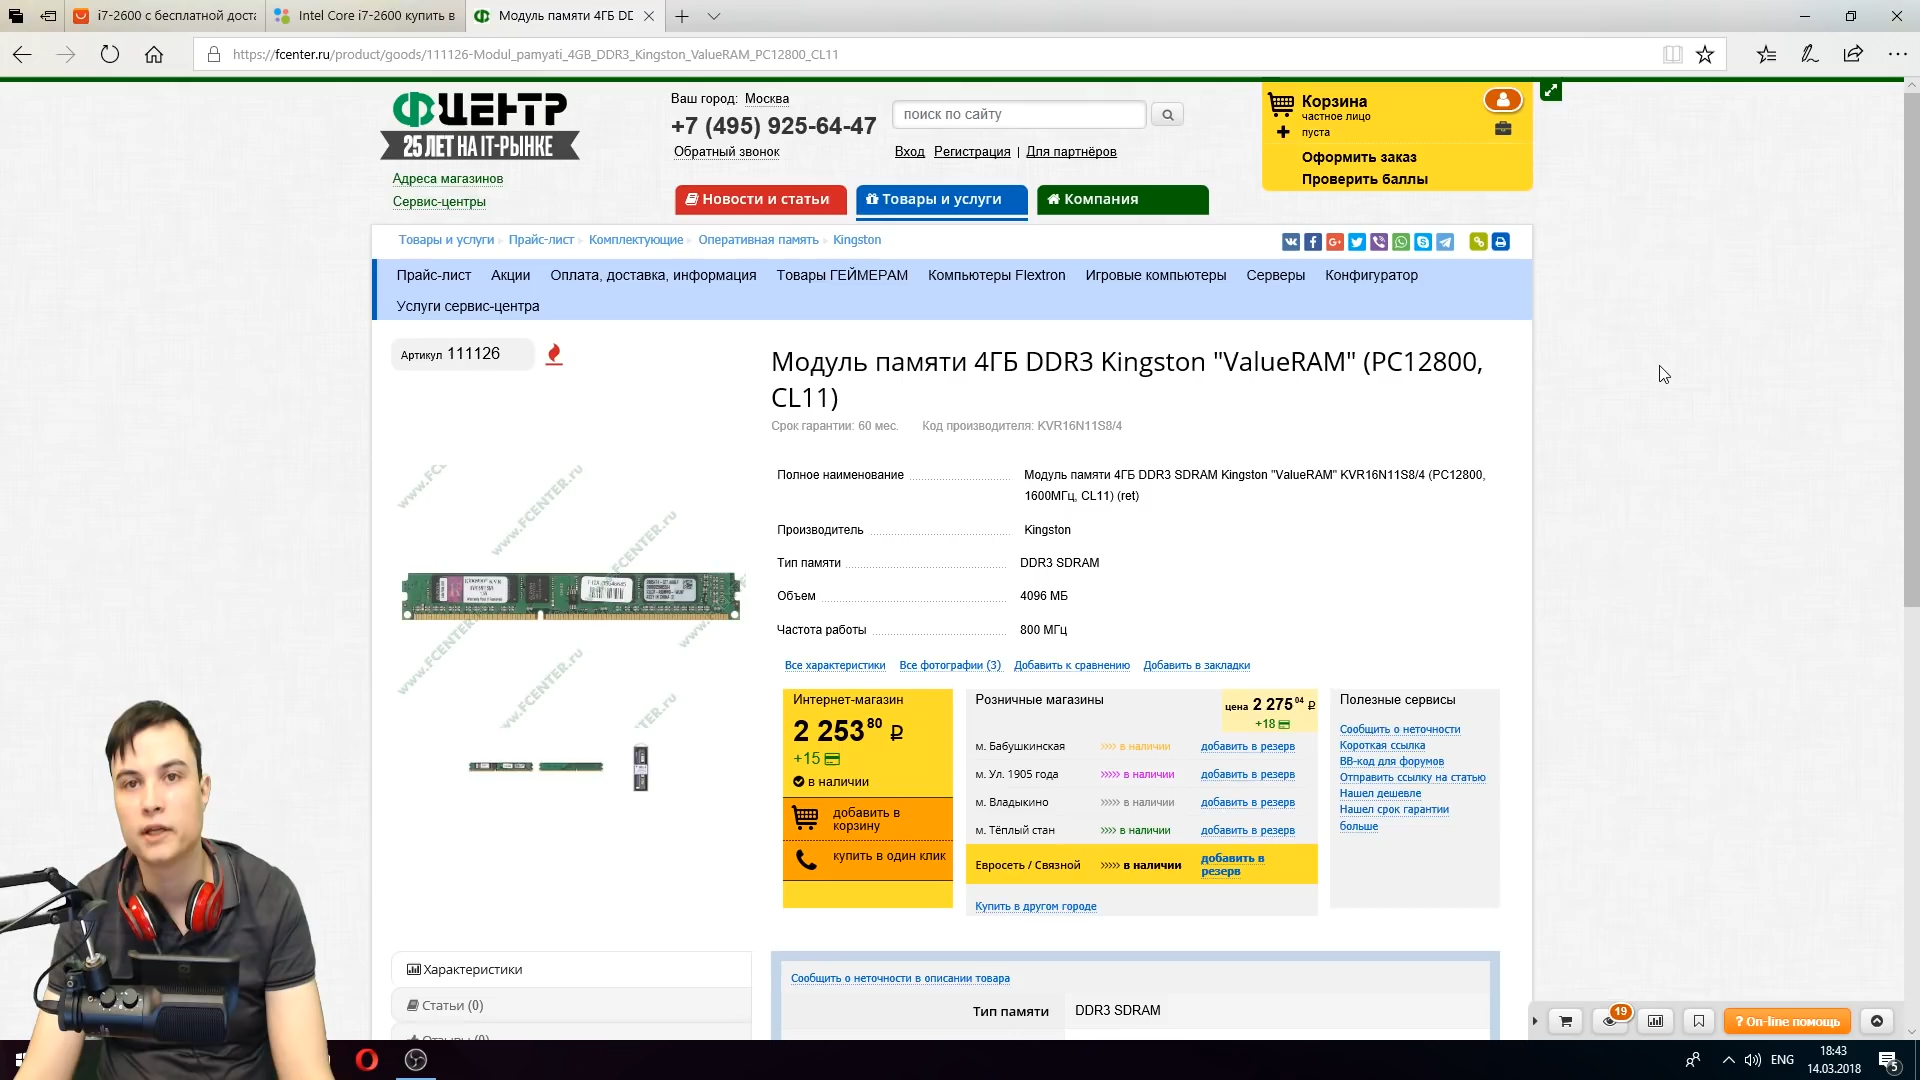 i7-2600 с бесплатной доста
Intel Core i7-2600 купить в
Модуль памяти 4ГБ DD
https://fcenter.ru/product/goods/111126-Modul_pamyati_4GB_DDR3_Kingston_ValueRAM_PC12800_CL11
ФЦЕНТР
25 ЛЕТ НА IT-РЫНКЕ
Адреса магазинов
Сервис-центры
Ваш город: Москва
+7 (495) 925-64-47
Обратный звонок
поиск по сайту
Вход Регистрация | Для партнёров
Корзина
частное лицо
пуста
Оформить заказ
Проверить баллы
Новости и статьи
Товары и услуги
Компания
Товары и услуги Прайс-лист Комплектующие Оперативная память Kingston
Прайс-лист Акции Оплата, доставка, информация Товары ГЕЙМЕРАМ Компьютеры Flextron Игровые компьютеры Серверы Конфигуратор
Услуги сервис-центра
Артикул 111126
Модуль памяти 4ГБ DDR3 Kingston "ValueRAM" (PC12800,
CL11)
Срок гарантии: 60 мес. Код производителя: KVR16N11S8/4
Полное наименование Модуль памяти 4ГБ DDR3 SDRAM Kingston "ValueRAM" KVR16N11S8/4 (PC12800,
1600МГц, CL11) (ret)
Производитель Kingston
Тип памяти DDR3 SDRAM
Объем 4096 МБ
Частота работы 800 МГц
www.FCENTER.ru
Все характеристики Все фотографии (3) Добавить к сравнению Добавить в закладки
Интернет-магазин
2 253 80 ₽
+15
в наличии
добавить в
корзину
купить в один клик
Розничные магазины
цена 2 275 04 ₽
+18
м. Бабушкинская »»» в наличии добавить в резерв
м. Ул. 1905 года »»» в наличии добавить в резерв
м. Владыкино »»» в наличии добавить в резерв
м. Тёплый стан »»» в наличии добавить в резерв
Евросеть / Связной »»» в наличии добавить в
резерв
Купить в другом городе
Полезные сервисы
Сообщить о неточности
Короткая ссылка
BB-код для форумов
Отправить ссылку на статью
Нашел дешевле
Нашел срок гарантии
больше
Характеристики
Статьи (0)
Отзывы (0)
Сообщить о неточности в описании товара
Тип памяти DDR3 SDRAM
19
? On-line помощь
ENG
18:43
14.03.2018
5